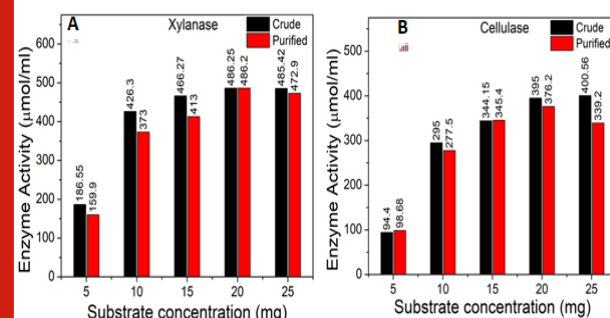 A
Xylanase
Crude
Purified
Enzyme Activity (µmol/ml)
600
500
400
300
200
100
0
186.55
159.9
426.3
373
466.27
413
486.25
486.2
485.42
472.9
5 10 15 20 25
Substrate concentration (mg)
B
Cellulase
Crude
Purified
Enzyme Activity (µmol/ml)
500
400
300
200
100
0
94.4
98.68
295
277.5
344.15
345.4
395
376.2
400.56
339.2
5 10 15 20 25
Substrate concentration (mg)